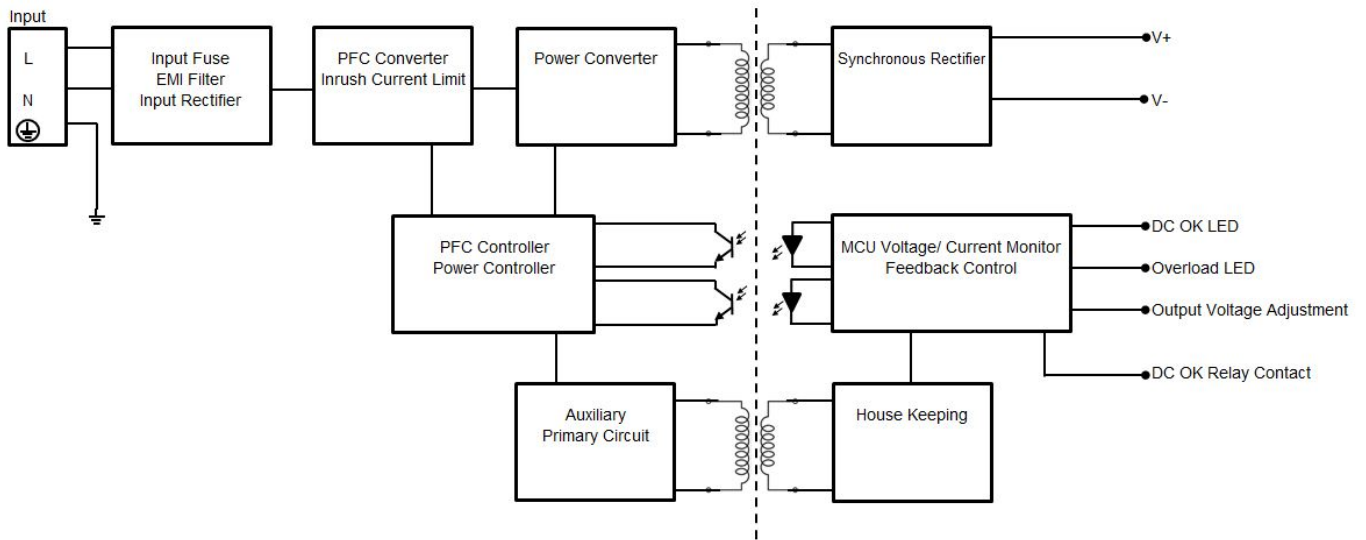 Input
L
N
Input Fuse
EMI Filter
Input Rectifier
PFC Converter
Inrush Current Limit
Power Converter
Synchronous Rectifier
V+
V-
PFC Controller
Power Controller
MCU Voltage/ Current Monitor
Feedback Control
DC OK LED
Overload LED
Output Voltage Adjustment
DC OK Relay Contact
Auxiliary
Primary Circuit
House Keeping